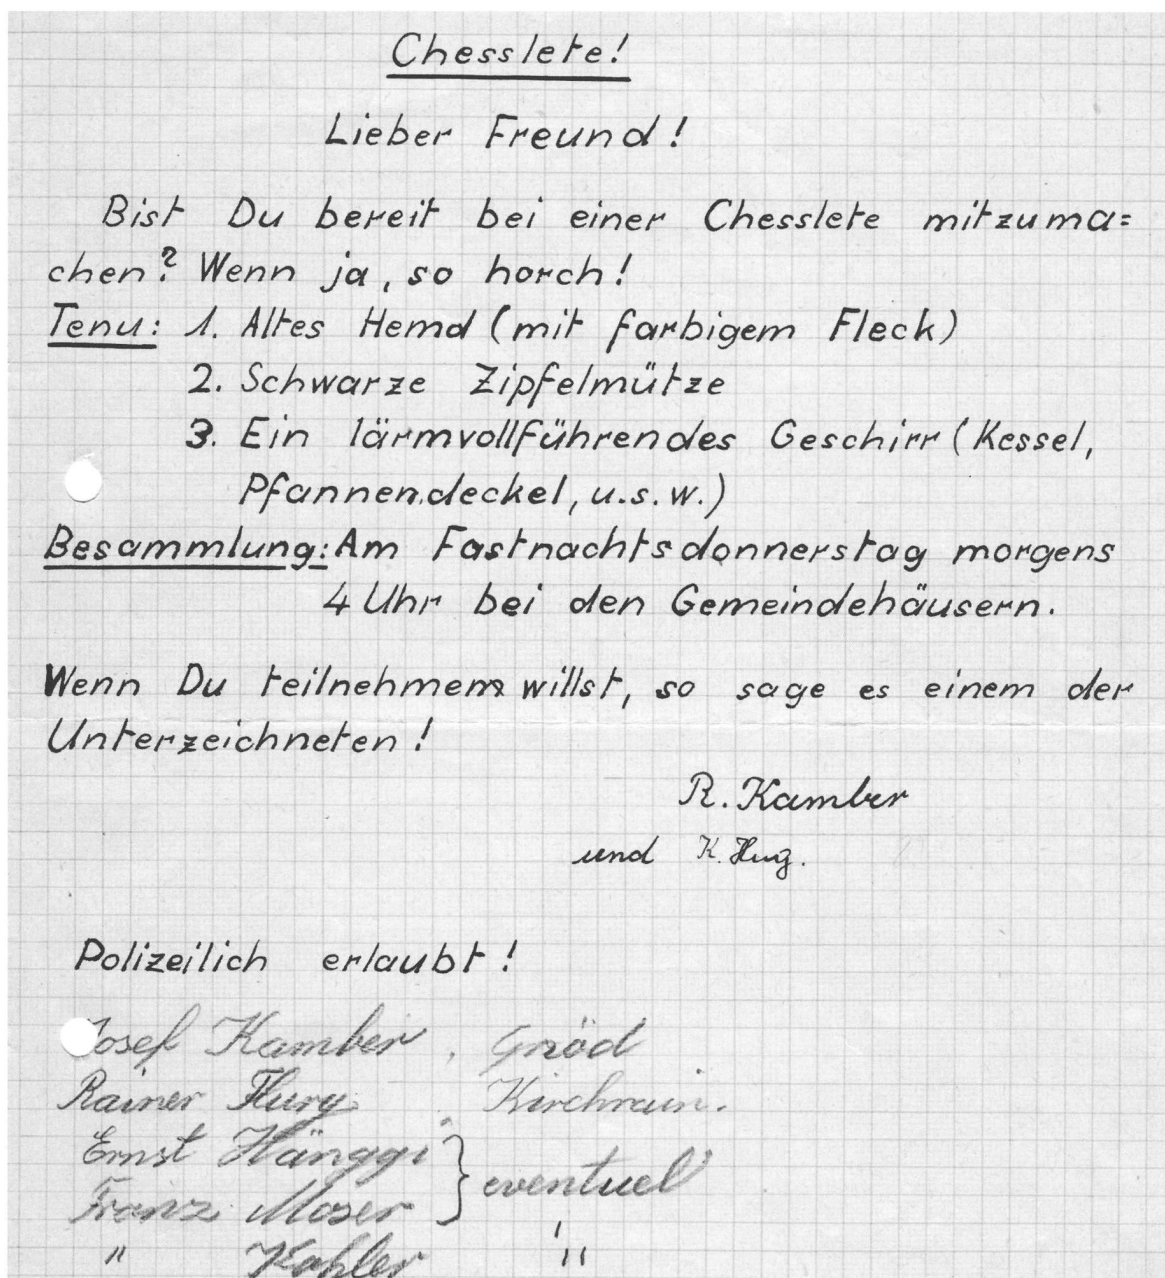 Chesslete!
Lieber Freund!
Bist Du bereit bei einer Chesslete mitzuma=
chen? Wenn ja, so horch!
Tenu: 1. Altes Hemd (mit farbigem Fleck)
2. Schwarze Zipfelmütze
3. Ein lärmvollführendes Geschirr (Kessel,
Pfannendeckel, u.s.w.)
Besammlung: Am Fastnachtsdonnerstag morgens
4 Uhr bei den Gemeindehäusern.
Wenn Du teilnehmen willst, so sage es einem der
Unterzeichneten!
R. Kamber
und K. Hug.
Polizeilich erlaubt!
Josef Kamber, Gnöd
Rainer Flury, Kirchrain.
Ernst Hänggi } eventuel
Franz Moser
" Kohler "